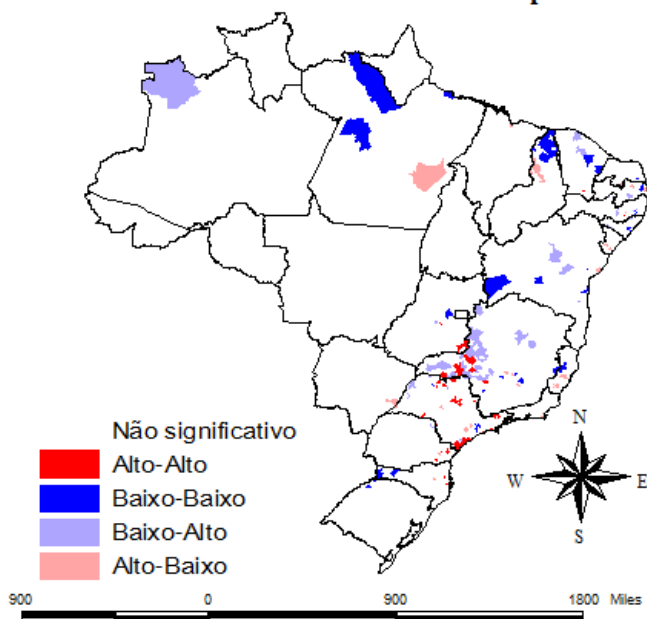 Não significativo
Alto-Alto
Baixo-Baixo
Baixo-Alto
Alto-Baixo
N
W E
S
900 0 900 1800 Miles